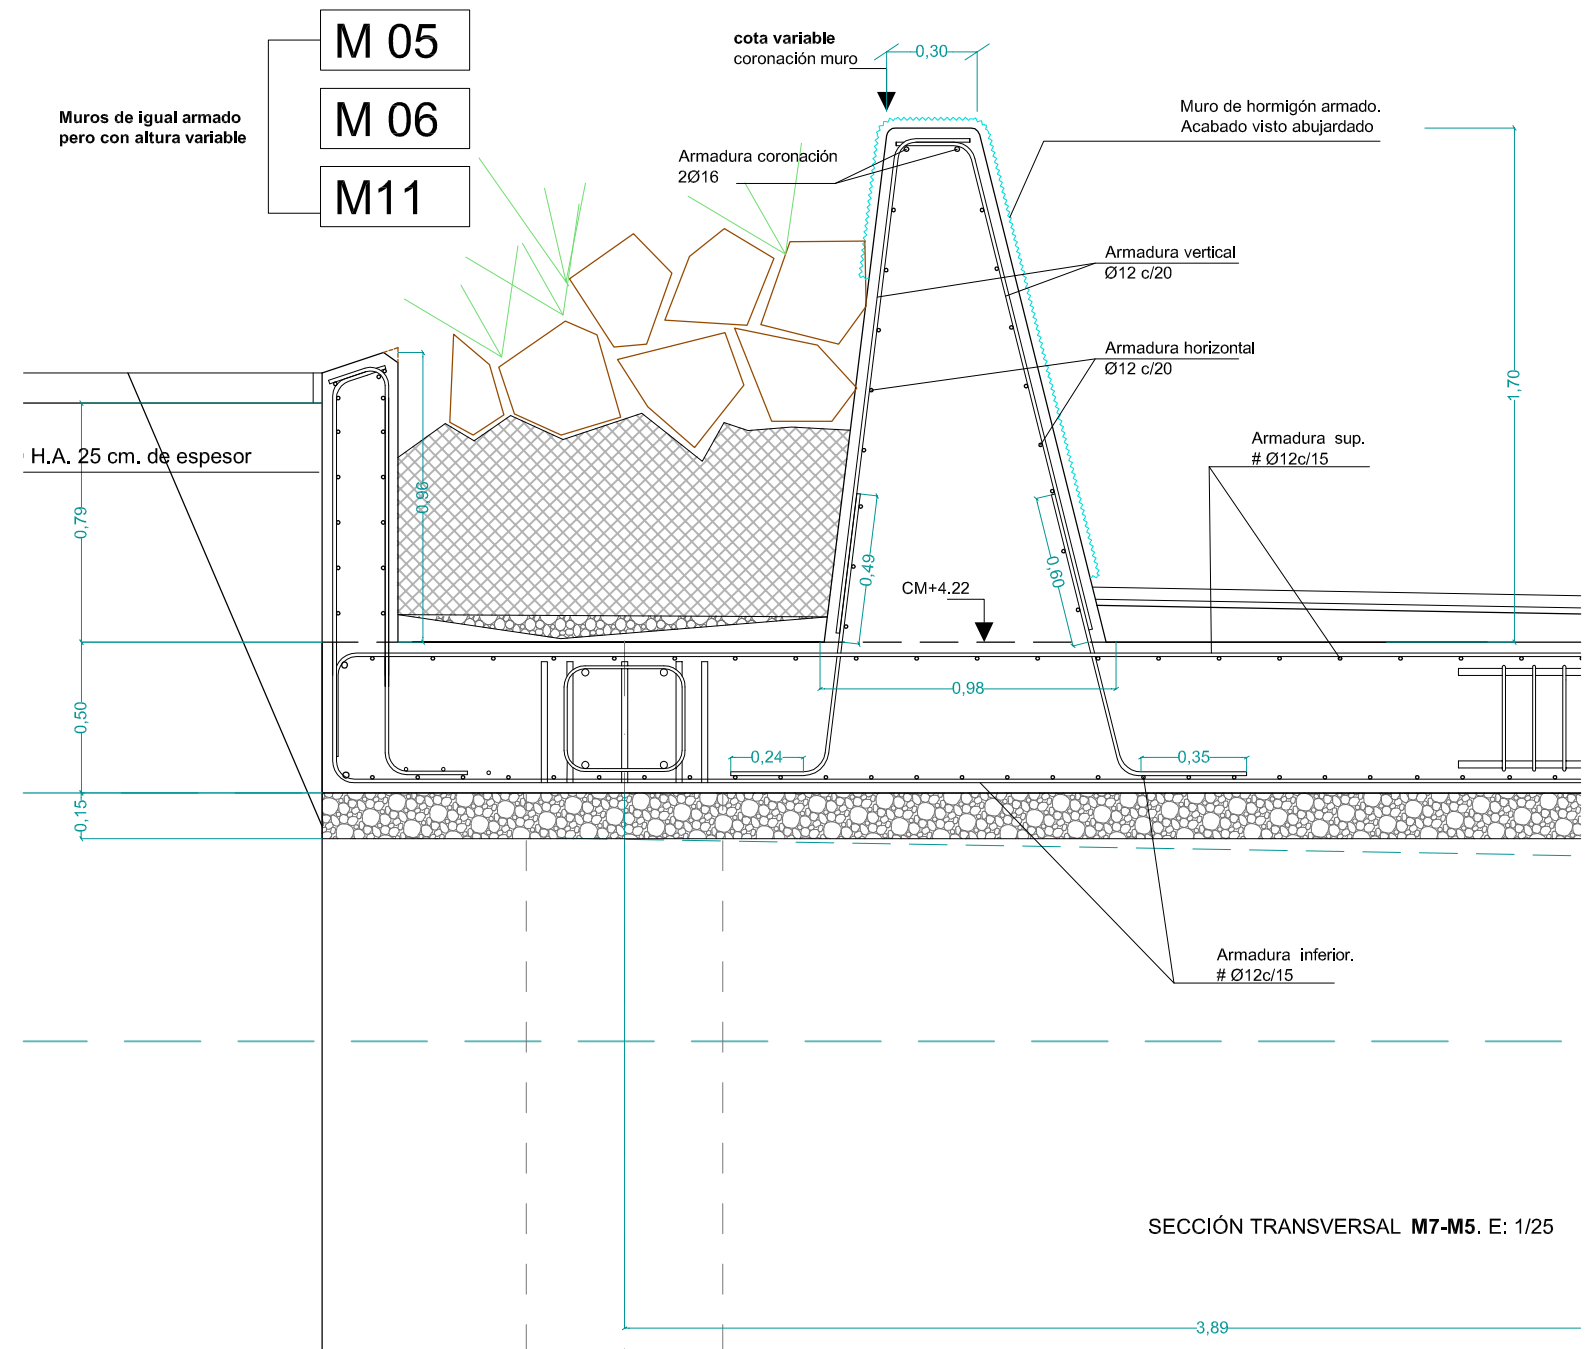 M 05
M 06
M11
Muros de igual armado
pero con altura variable
cota variable
coronación muro
0,30
Muro de hormigón armado.
Acabado visto abujardado
Armadura coronación
2Ø16
Armadura vertical
Ø12 c/20
Armadura horizontal
Ø12 c/20
1,70
Armadura sup.
# Ø12c/15
H.A. 25 cm. de espesor
0,96
0,79
0,49
0,60
CM+4.22
0,98
0,50
0,24
0,35
0,15
Armadura inferior.
# Ø12c/15
SECCIÓN TRANSVERSAL M7-M5. E: 1/25
3,89